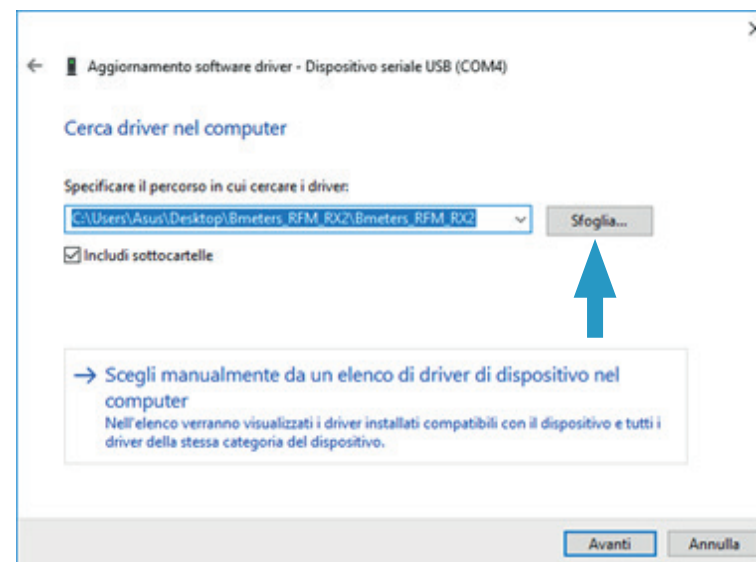 Aggiornamento software driver - Dispositivo seriale USB (COM4)
Cerca driver nel computer
Specificare il percorso in cui cercare i driver:
C:\Users\Asus\Desktop\Bmeters_RFM_RX2\Bmeters_RFM_RX2
Sfoglia...
Includi sottocartelle
Scegli manualmente da un elenco di driver di dispositivo nel
computer
Nell'elenco verranno visualizzati i driver installati compatibili con il dispositivo e tutti i
driver della stessa categoria del dispositivo.
Avanti
Annulla